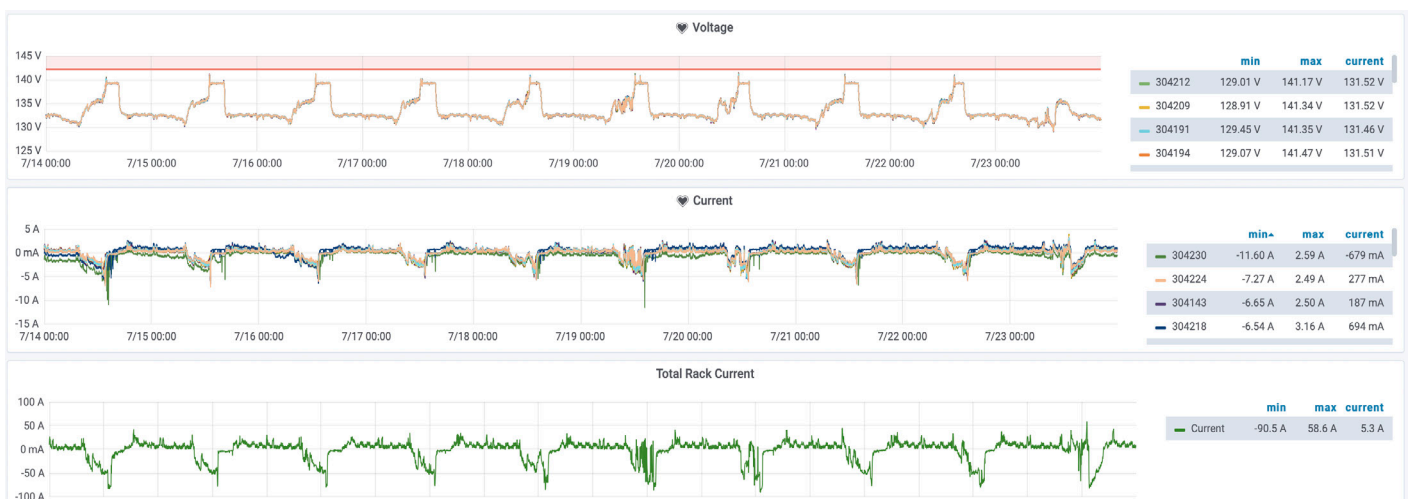 Voltage
145 V
140 V
135 V
130 V
125 V
7/14 00:00 7/15 00:00 7/16 00:00 7/17 00:00 7/18 00:00 7/19 00:00 7/20 00:00 7/21 00:00 7/22 00:00 7/23 00:00
min max current
304212 129.01 V 141.17 V 131.52 V
304209 128.91 V 141.34 V 131.52 V
304191 129.45 V 141.35 V 131.46 V
304194 129.07 V 141.47 V 131.51 V
Current
5 A
0 mA
-5 A
-10 A
-15 A
7/14 00:00 7/15 00:00 7/16 00:00 7/17 00:00 7/18 00:00 7/19 00:00 7/20 00:00 7/21 00:00 7/22 00:00 7/23 00:00
min max current
304230 -11.60 A 2.59 A -679 mA
304224 -7.27 A 2.49 A 277 mA
304143 -6.65 A 2.50 A 187 mA
304218 -6.54 A 3.16 A 694 mA
Total Rack Current
100 A
50 A
0 mA
-50 A
-100 A
min max current
Current -90.5 A 58.6 A 5.3 A